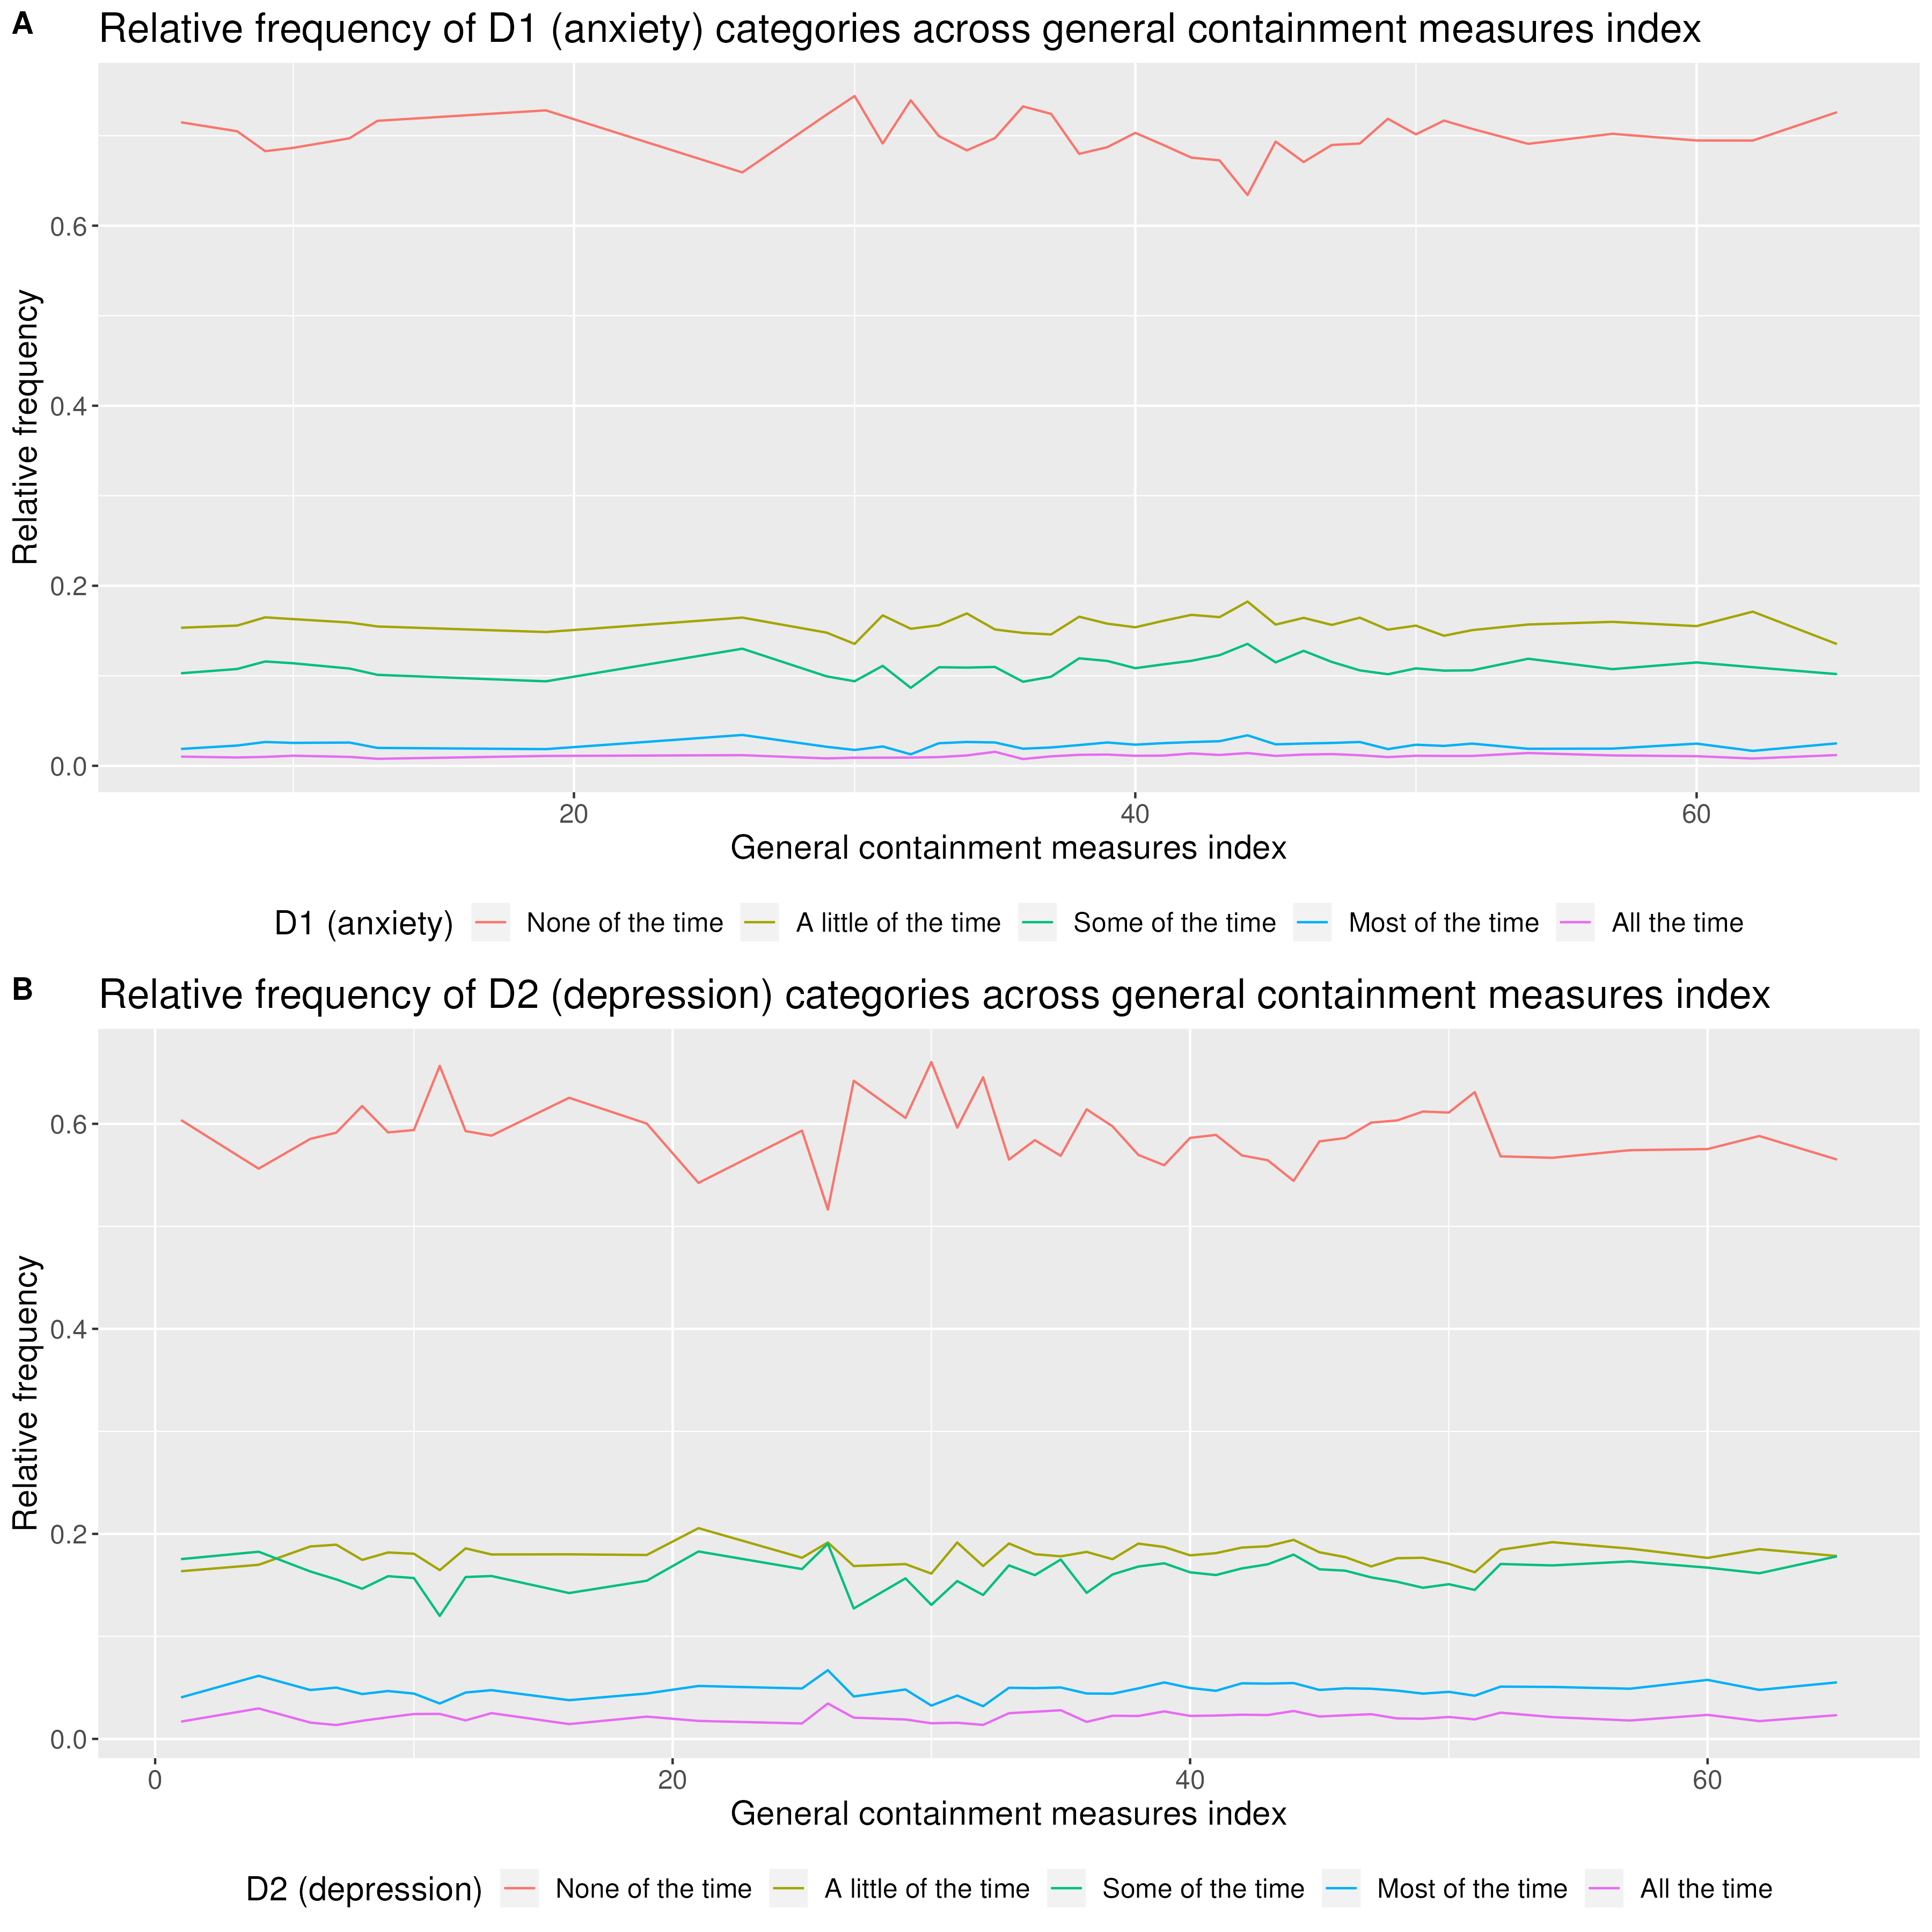 A
Relative frequency of D1 (anxiety) categories across general containment measures index
Relative frequency
0.6
0.4
0.2
0.0
20 40 60
General containment measures index
D1 (anxiety) None of the time A little of the time Some of the time Most of the time All the time
B
Relative frequency of D2 (depression) categories across general containment measures index
Relative frequency
0.6
0.4
0.2
0.0
0 20 40 60
General containment measures index
D2 (depression) None of the time A little of the time Some of the time Most of the time All the time